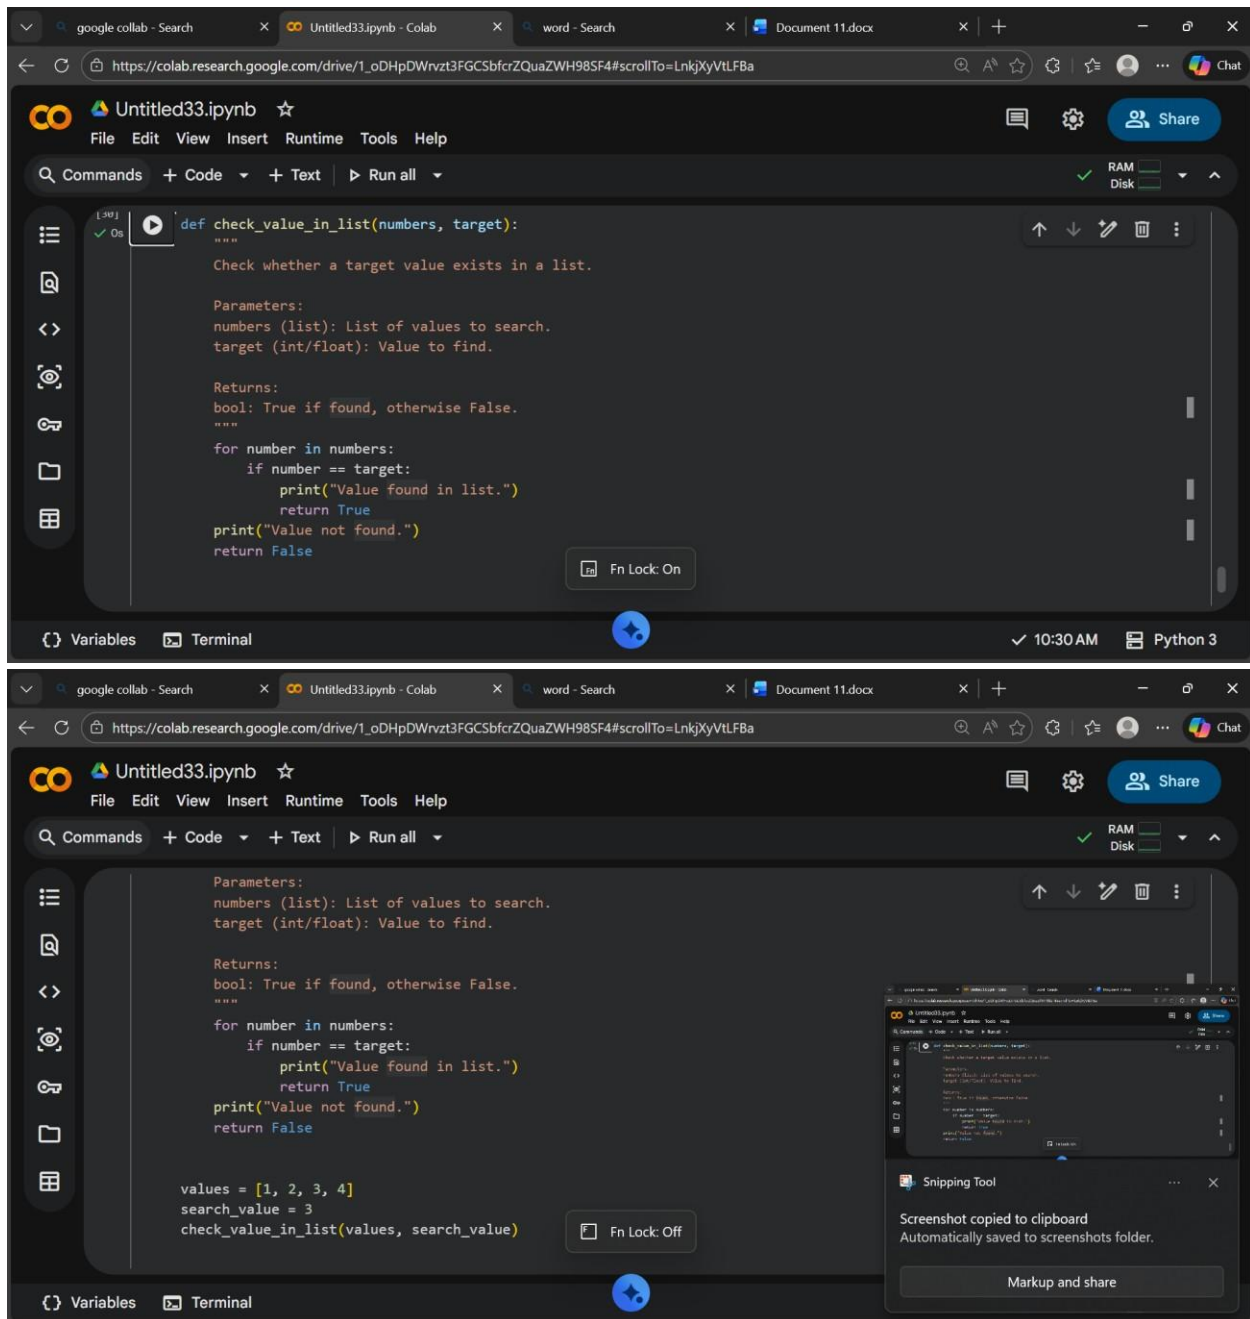 google collab - Search
Untitled33.ipynb - Colab
word - Search
Document 11.docx
https://colab.research.google.com/drive/1_oDHpDWrvzt3FGCSbfcrZQuaZWH98SF4#scrollTo=LnkjXyVtLFBa
Chat
CO Untitled33.ipynb
File Edit View Insert Runtime Tools Help
Share
Commands + Code + Text Run all
RAM
Disk
[30]
0s
def check_value_in_list(numbers, target):
"""
Check whether a target value exists in a list.
Parameters:
numbers (list): List of values to search.
target (int/float): Value to find.
Returns:
bool: True if found, otherwise False.
"""
for number in numbers:
if number == target:
print("Value found in list.")
return True
print("Value not found.")
return False
Fn Fn Lock: On
{} Variables Terminal
10:30 AM Python 3
google collab - Search
Untitled33.ipynb - Colab
word - Search
Document 11.docx
https://colab.research.google.com/drive/1_oDHpDWrvzt3FGCSbfcrZQuaZWH98SF4#scrollTo=LnkjXyVtLFBa
Chat
CO Untitled33.ipynb
File Edit View Insert Runtime Tools Help
Share
Commands + Code + Text Run all
RAM
Disk
Parameters:
numbers (list): List of values to search.
target (int/float): Value to find.
Returns:
bool: True if found, otherwise False.
"""
for number in numbers:
if number == target:
print("Value found in list.")
return True
print("Value not found.")
return False
values = [1, 2, 3, 4]
search_value = 3
check_value_in_list(values, search_value)
F Fn Lock: Off
Snipping Tool
Screenshot copied to clipboard
Automatically saved to screenshots folder.
Markup and share
{} Variables Terminal